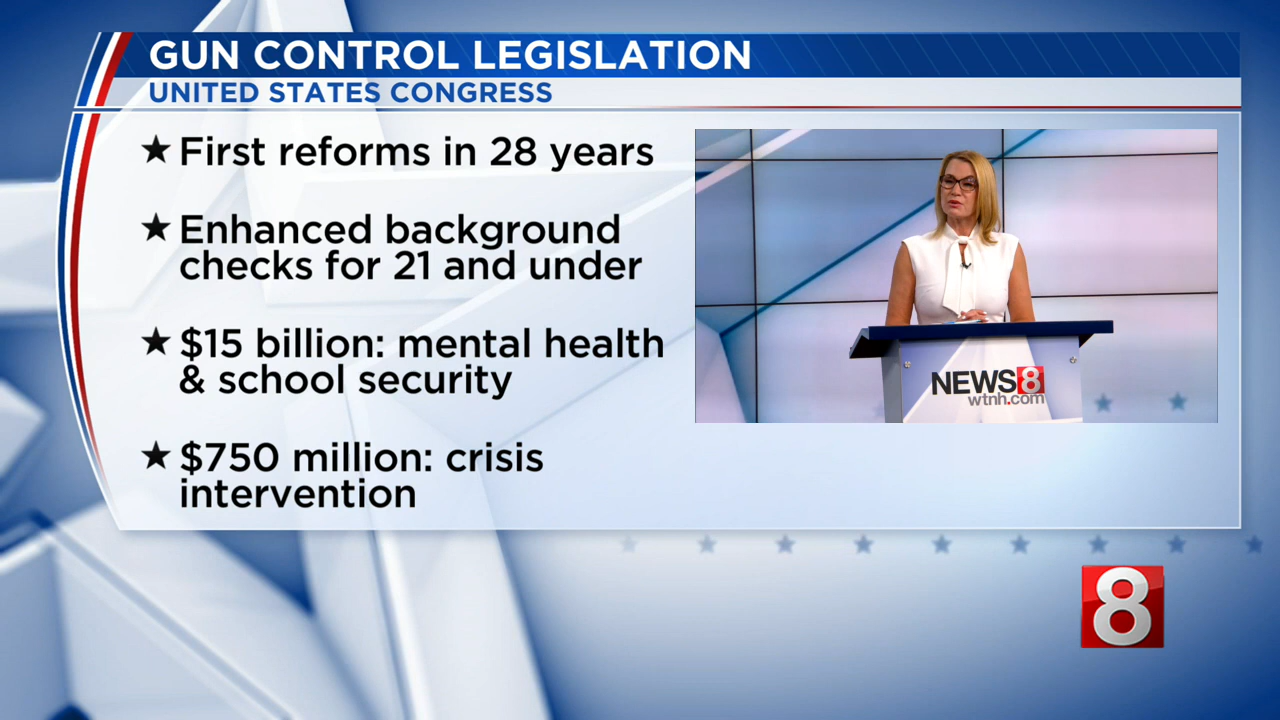 GUN CONTROL LEGISLATION
UNITED STATES CONGRESS
First reforms in 28 years
Enhanced background
checks for 21 and under
$15 billion: mental health
& school security
$750 million: crisis
intervention
NEWS8
wtnh.com
8